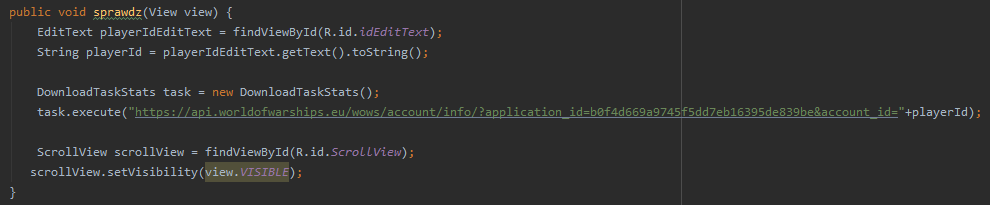 public void sprawdz(View view) {
EditText playerIdEditText = findViewById(R.id.idEditText);
String playerId = playerIdEditText.getText().toString();
DownloadTaskStats task = new DownloadTaskStats();
task.execute("https://api.worldofwarships.eu/wows/account/info/?application_id=b0f4d669a9745f5dd7eb16395de839be&account_id="+playerId);
ScrollView scrollView = findViewById(R.id.ScrollView);
scrollView.setVisibility(view.VISIBLE);
}